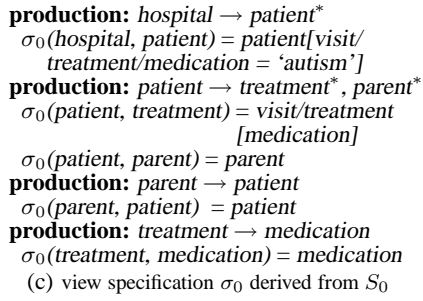 production: hospital → patient*
σ0(hospital, patient) = patient[visit/
treatment/medication = ‘autism’]
production: patient → treatment*, parent*
σ0(patient, treatment) = visit/treatment
[medication]
σ0(patient, parent) = parent
production: parent → patient
σ0(parent, patient) = patient
production: treatment → medication
σ0(treatment, medication) = medication
(c) view specification σ0 derived from S0